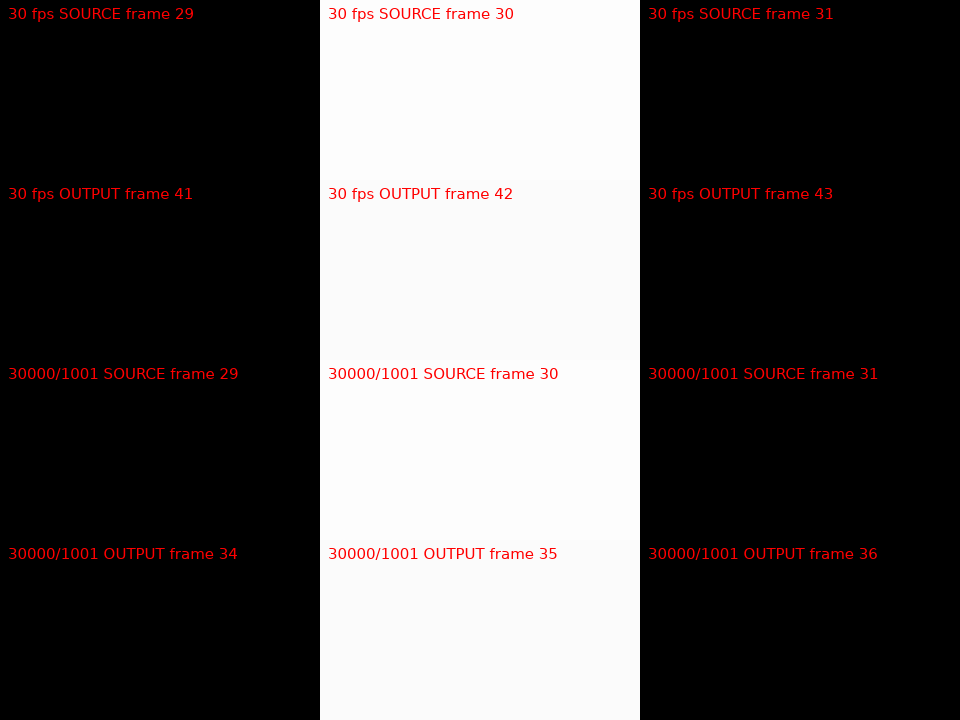 30 fps SOURCE frame 29
30 fps SOURCE frame 30
30 fps SOURCE frame 31
30 fps OUTPUT frame 41
30 fps OUTPUT frame 42
30 fps OUTPUT frame 43
30000/1001 SOURCE frame 29
30000/1001 SOURCE frame 30
30000/1001 SOURCE frame 31
30000/1001 OUTPUT frame 34
30000/1001 OUTPUT frame 35
30000/1001 OUTPUT frame 36